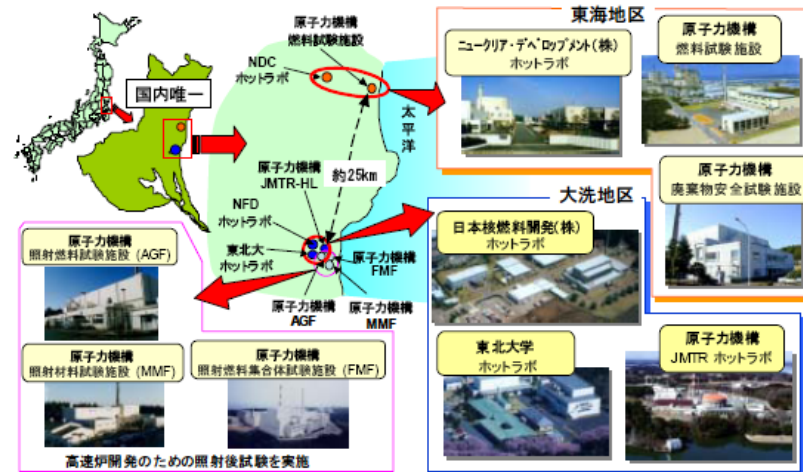 国内唯一
原子力機構
燃料試験施設
NDC
ホットラボ
太平洋
約25km
原子力機構
JMTR-HL
NFD
ホットラボ
東北大
ホットラボ
原子力機構
FMF
原子力機構
AGF
原子力機構
MMF
東海地区
ニュークリア・デベロップメント(株)
ホットラボ
原子力機構
燃料試験施設
原子力機構
廃棄物安全試験施設
大洗地区
日本核燃料開発(株)
ホットラボ
東北大学
ホットラボ
原子力機構
JMTR ホットラボ
原子力機構
照射燃料試験施設 (AGF)
原子力機構
照射材料試験施設 (MMF)
原子力機構
照射燃料集合体試験施設 (FMF)
高速炉開発のための照射後試験を実施